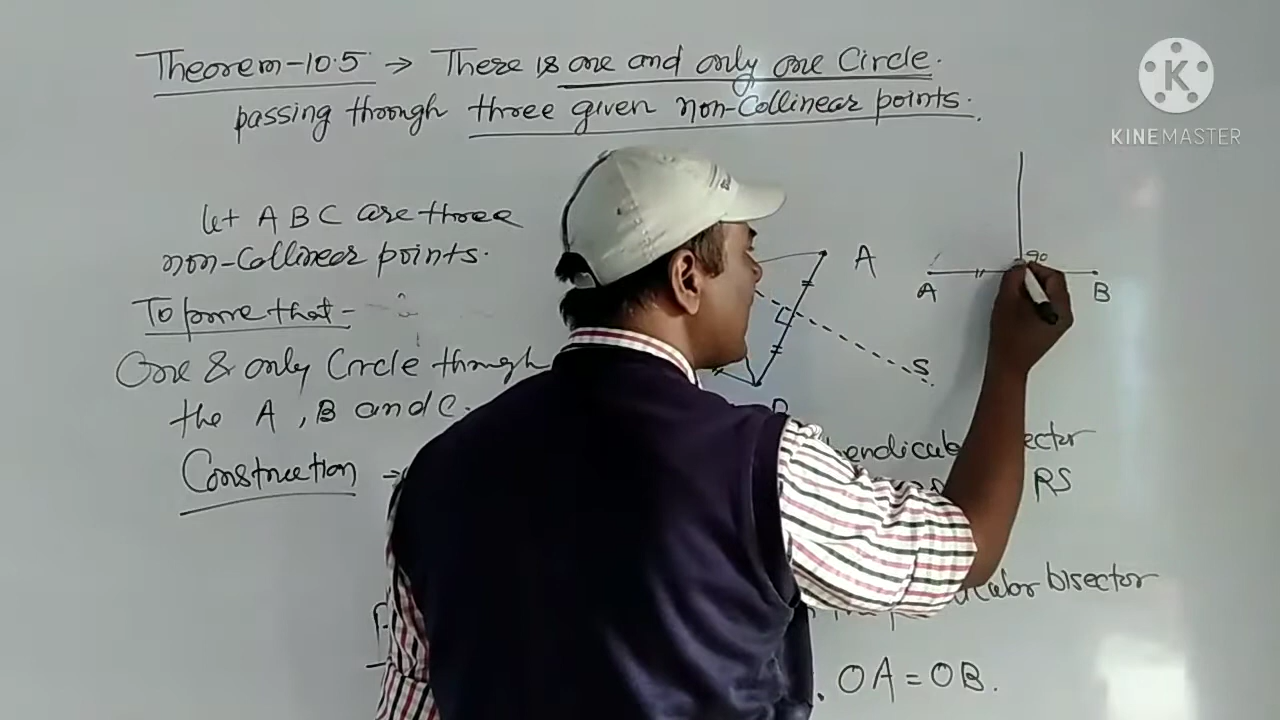 Theorem-10.5 → There is one and only one Circle.
passing through three given non-Collinear points.
K
KINEMASTER
let A B C are three
non-Collinear points.
To prove that -
One & only Circle through
the A, B and C.
Construction →
A
S
90
A
B
RS
bisector
OA = OB.